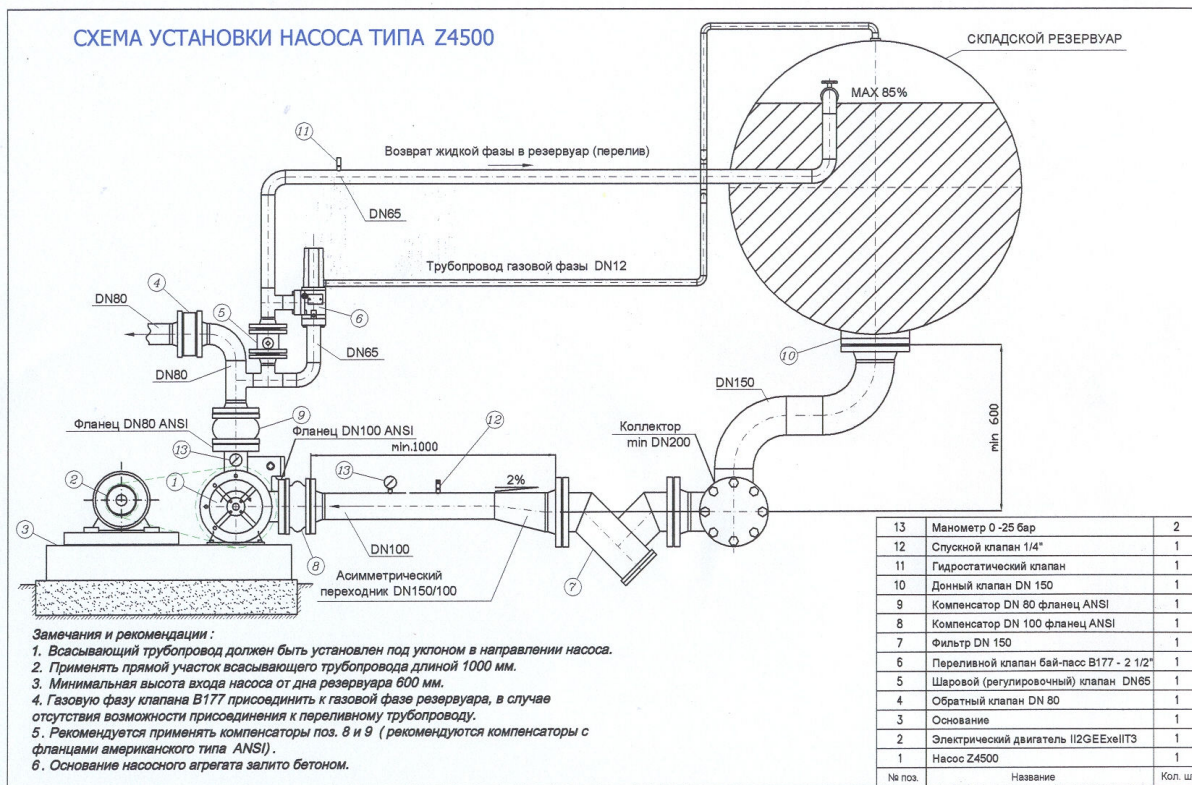 СХЕМА УСТАНОВКИ НАСОСА ТИПА Z4500
СКЛАДСКОЙ РЕЗЕРВУАР
MAX 85%
11
Возврат жидкой фазы в резервуар (перелив)
DN65
Трубопровод газовой фазы DN12
4
DN80
5
6
DN65
10
DN80
DN150
min 600
9
Фланец DN80 ANSI
Фланец DN100 ANSI
12
Коллектор
min DN200
min.1000
13
13
2
1
2%
3
DN100
8
7
Асимметрический
переходник DN150/100
13 Манометр 0 -25 бар 2
12 Спускной клапан 1/4" 1
11 Гидростатический клапан 1
10 Донный клапан DN 150 1
9 Компенсатор DN 80 фланец ANSI 1
8 Компенсатор DN 100 фланец ANSI 1
7 Фильтр DN 150 1
6 Переливной клапан бай-пасс B177 - 2 1/2" 1
5 Шаровой (регулировочный) клапан DN65 1
4 Обратный клапан DN 80 1
3 Основание 1
2 Электрический двигатель II2GEExeIIT3 1
1 Насос Z4500 1
№ поз. Название Кол. ш
Замечания и рекомендации :
1. Всасывающий трубопровод должен быть установлен под уклоном в направлении насоса.
2. Применять прямой участок всасывающего трубопровода длиной 1000 мм.
3. Минимальная высота входа насоса от дна резервуара 600 мм.
4. Газовую фазу клапана В177 присоединить к газовой фазе резервуара, в случае
отсутствия возможности присоединения к переливному трубопроводу.
5. Рекомендуется применять компенсаторы поз. 8 и 9 ( рекомендуются компенсаторы с
фланцами американского типа ANSI) .
6. Основание насосного агрегата залито бетоном.